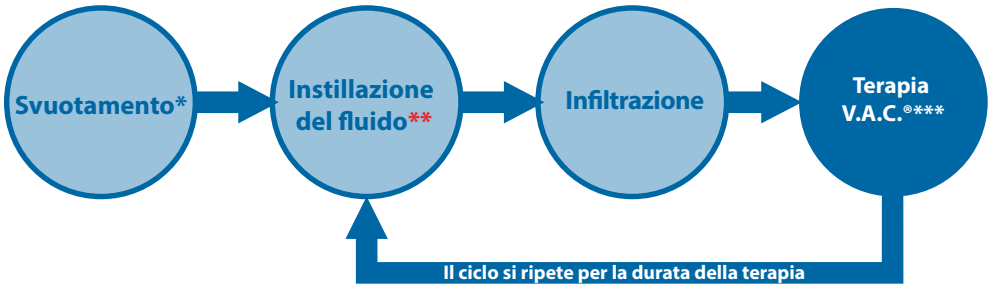 Svuotamento*
Instillazione
del fluido**
Infiltrazione
Terapia
V.A.C.®***
Il ciclo si ripete per la durata della terapia